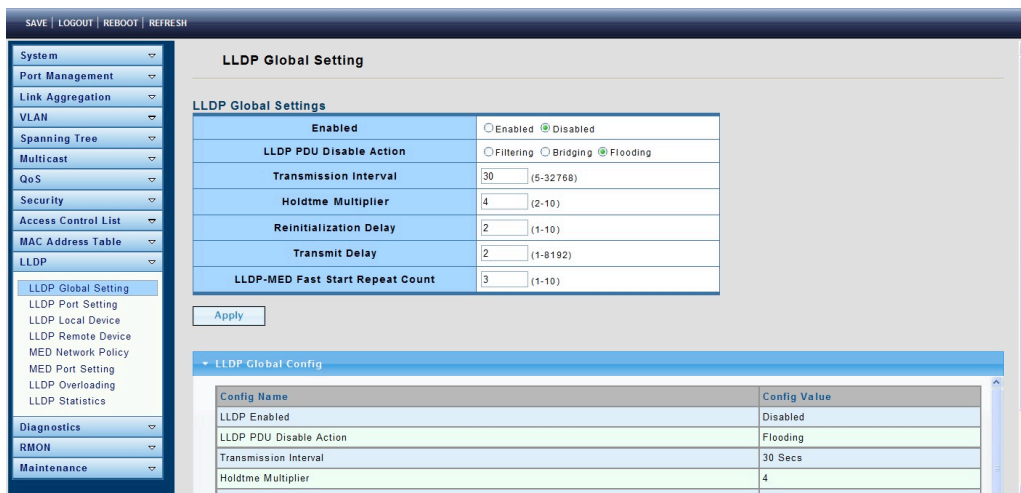 SAVE | LOGOUT | REBOOT | REFRESH
System
Port Management
Link Aggregation
VLAN
Spanning Tree
Multicast
QoS
Security
Access Control List
MAC Address Table
LLDP
LLDP Global Setting
LLDP Port Setting
LLDP Local Device
LLDP Remote Device
MED Network Policy
MED Port Setting
LLDP Overloading
LLDP Statistics
Diagnostics
RMON
Maintenance
LLDP Global Setting
LLDP Global Settings
Enabled Enabled Disabled
LLDP PDU Disable Action Filtering Bridging Flooding
Transmission Interval 30 (5-32768)
Holdtme Multiplier 4 (2-10)
Reinitialization Delay 2 (1-10)
Transmit Delay 2 (1-8192)
LLDP-MED Fast Start Repeat Count 3 (1-10)
Apply
LLDP Global Config
Config Name Config Value
LLDP Enabled Disabled
LLDP PDU Disable Action Flooding
Transmission Interval 30 Secs
Holdtme Multiplier 4